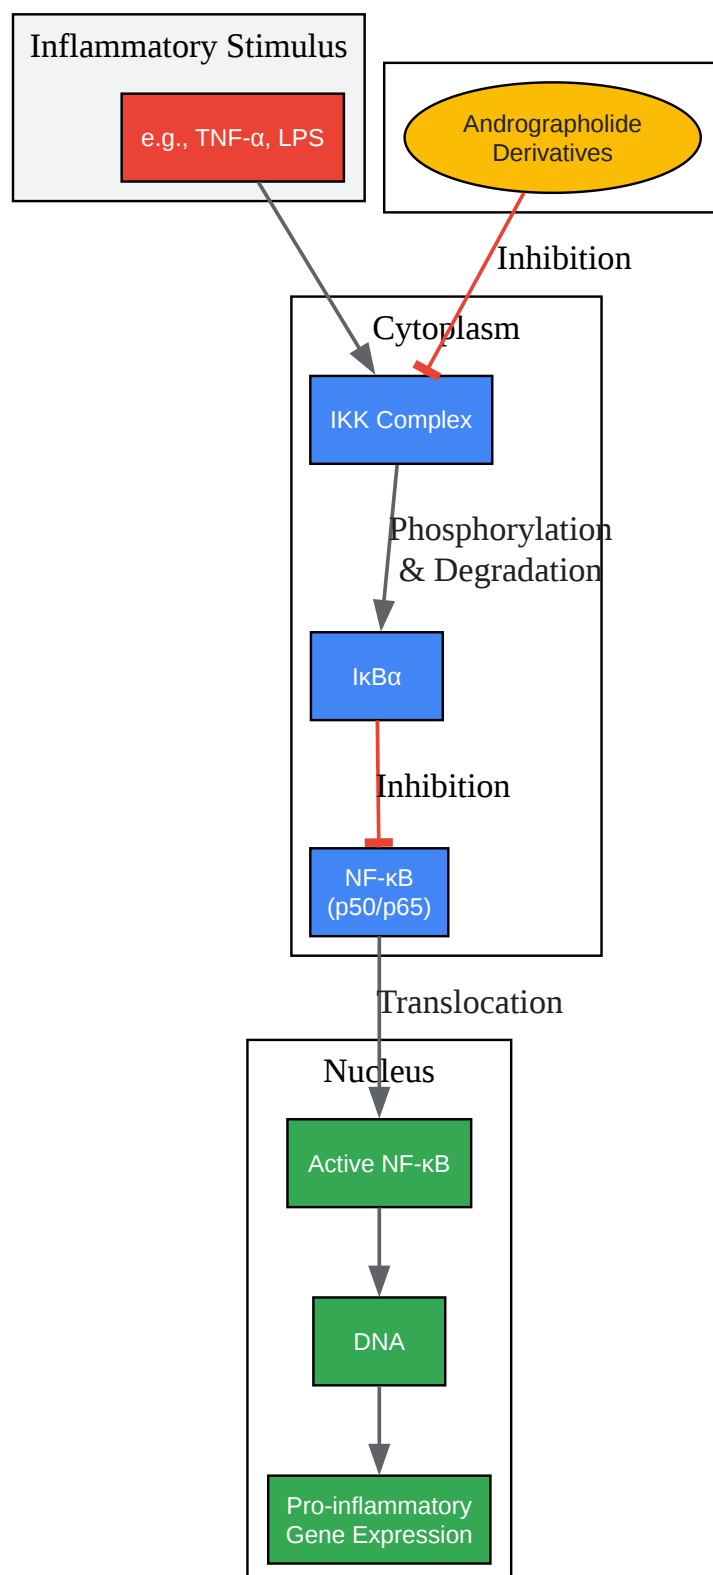 Inflammatory Stimulus
e.g., TNF-α, LPS
Andrographolide
Derivatives
Inhibition
Cytoplasm
IKK Complex
Phosphorylation
& Degradation
IκBα
Inhibition
NF-κB
(p50/p65)
Translocation
Nucleus
Active NF-κB
DNA
Pro-inflammatory
Gene Expression